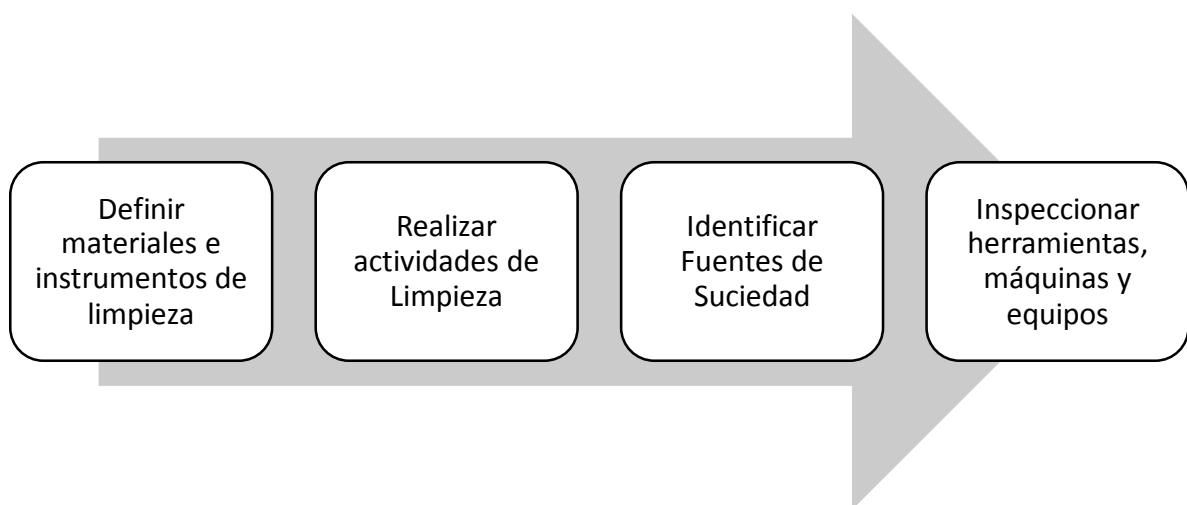 Definir
materiales e
instrumentos de
limpieza
Realizar
actividades de
Limpieza
Identificar
Fuentes de
Suciedad
Inspeccionar
herramientas,
máquinas y
equipos